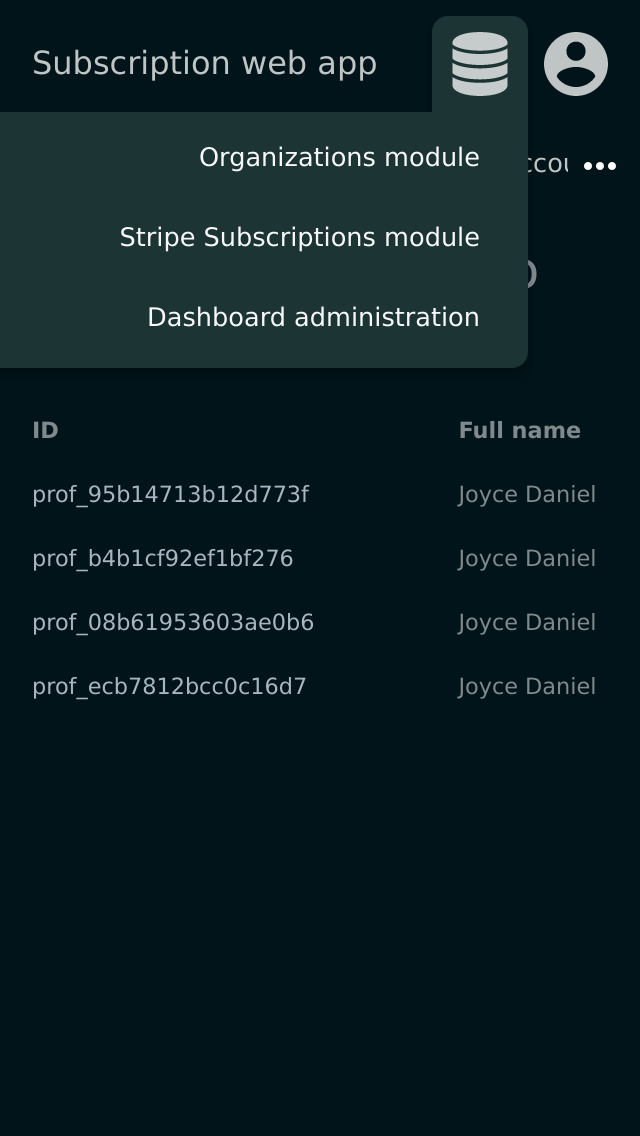 Subscription web app
Organizations module
Stripe Subscriptions module
Dashboard administration
ID Full name
prof_95b14713b12d773f Joyce Daniel
prof_b4b1cf92ef1bf276 Joyce Daniel
prof_08b61953603ae0b6 Joyce Daniel
prof_ecb7812bcc0c16d7 Joyce Daniel